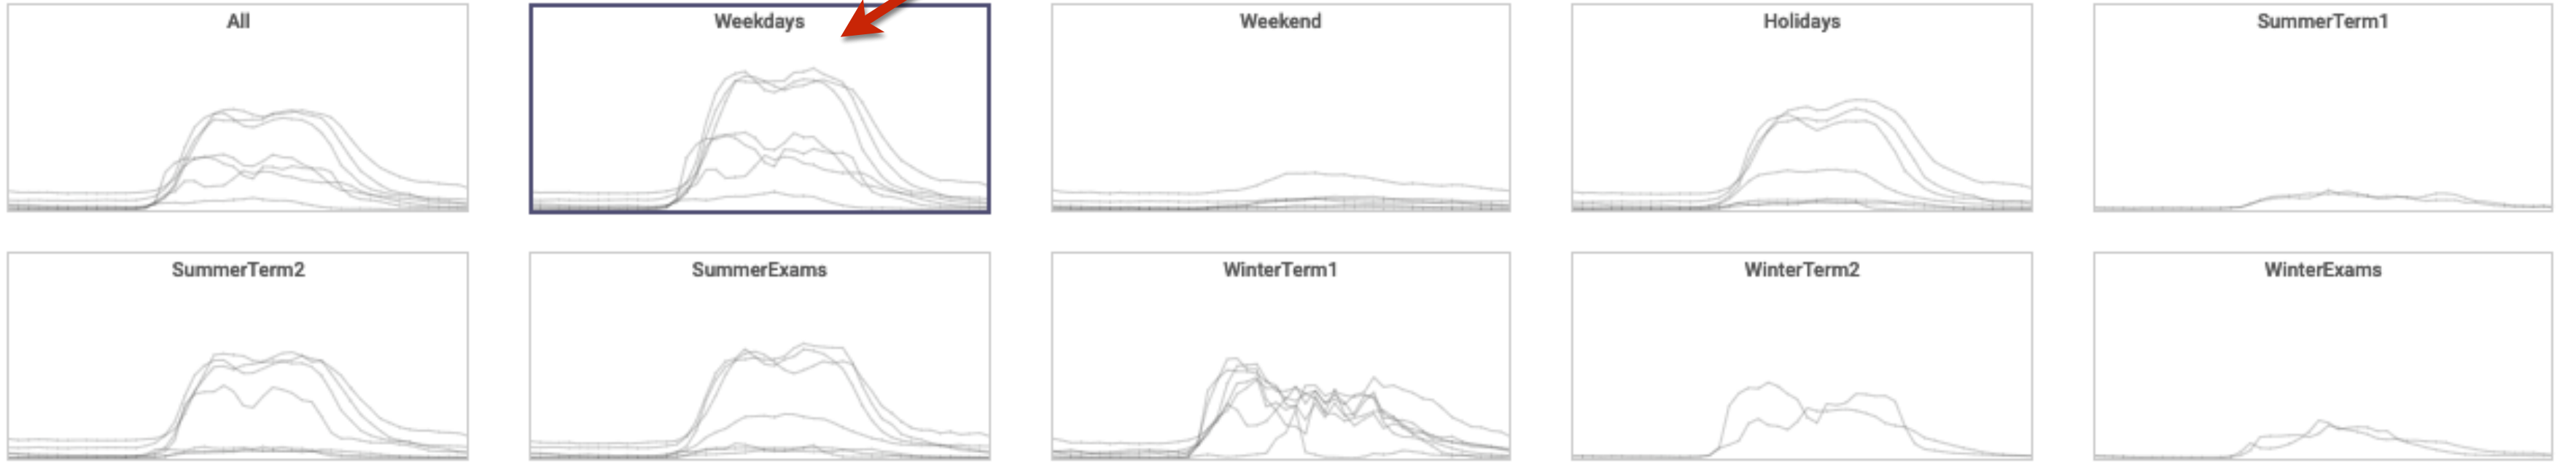 All
Weekdays
Weekend
Holidays
SummerTerm1
SummerTerm2
SummerExams
WinterTerm1
WinterTerm2
WinterExams